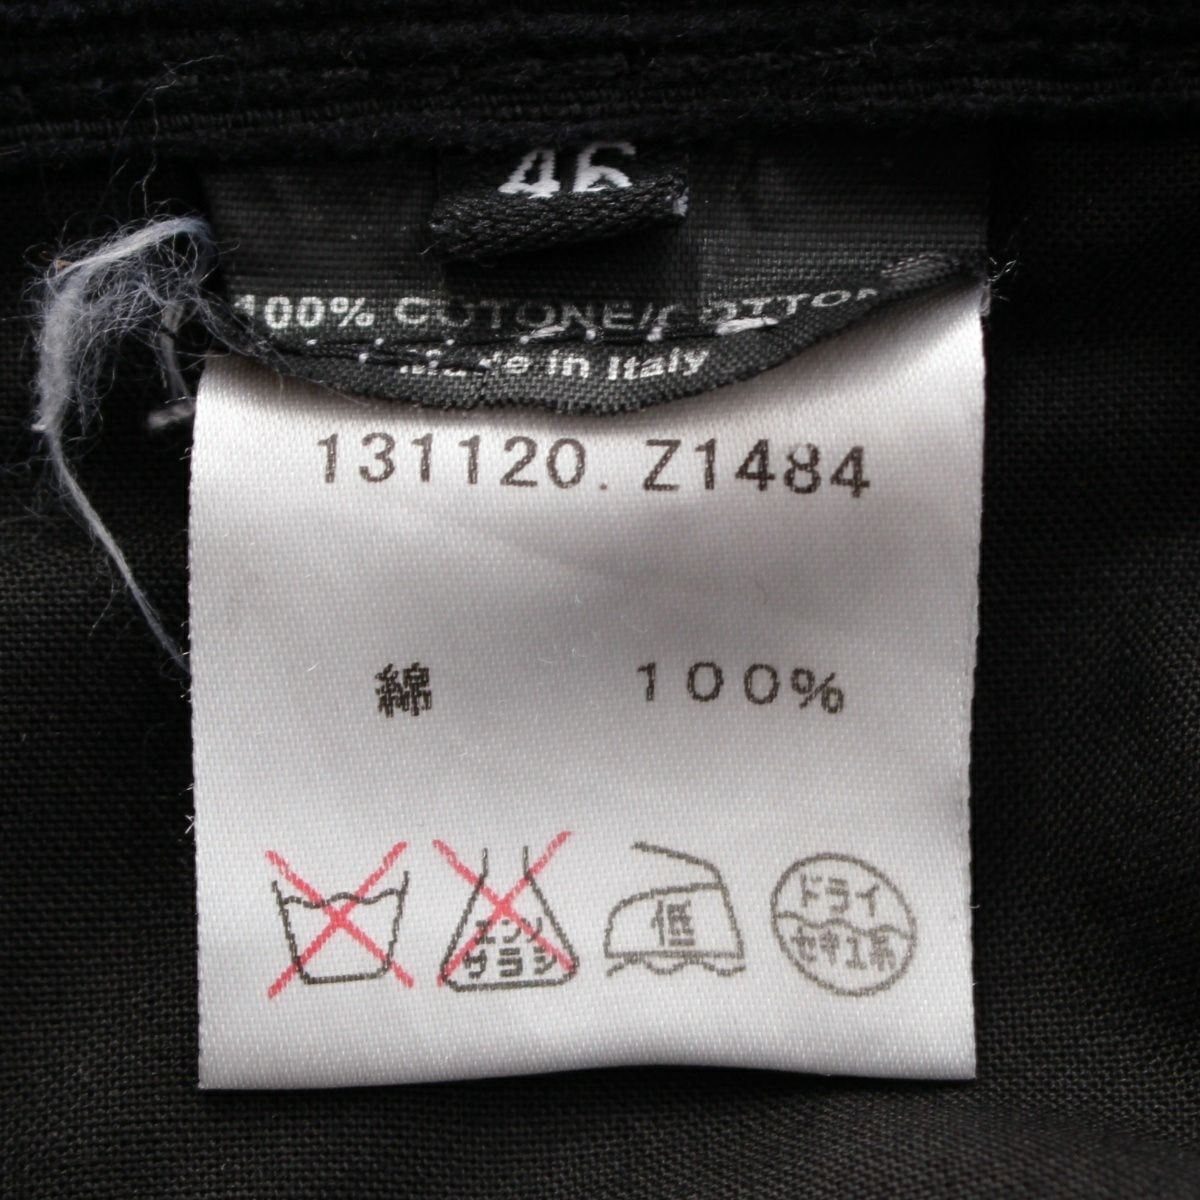 46
100% COTONE/COTTON
Made in Italy
131120. Z1484
綿 100%
エンソ
サラシ
低
ドライ
セキユ系